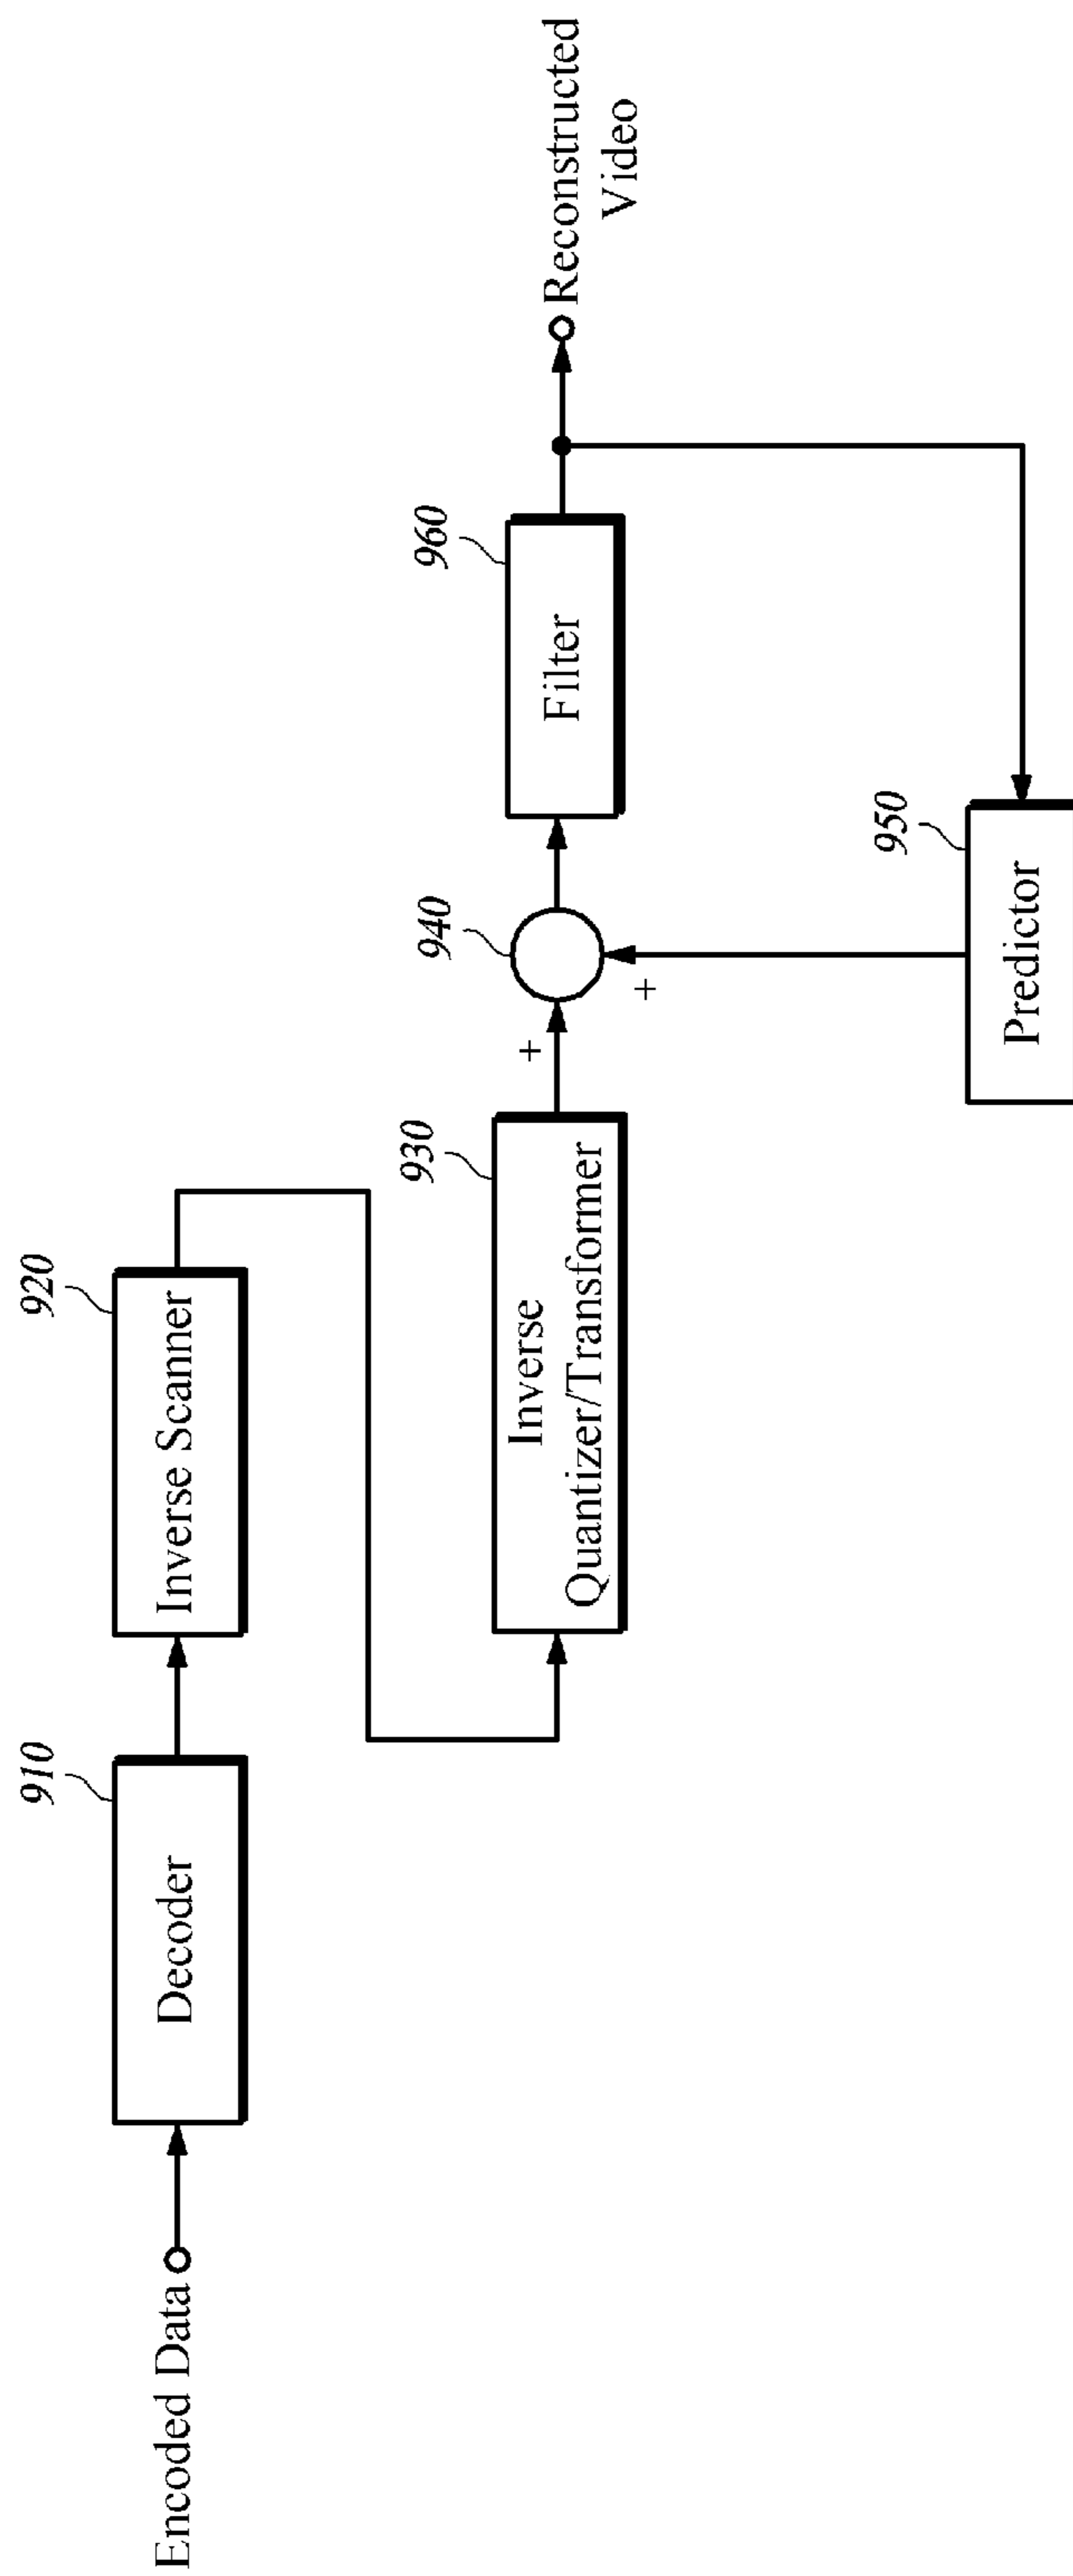 910
920
Encoded Data
Decoder
Inverse Scanner
930
940
960
Inverse
Quantizer/Transformer
+
+
Filter
Reconstructed
Video
950
Predictor